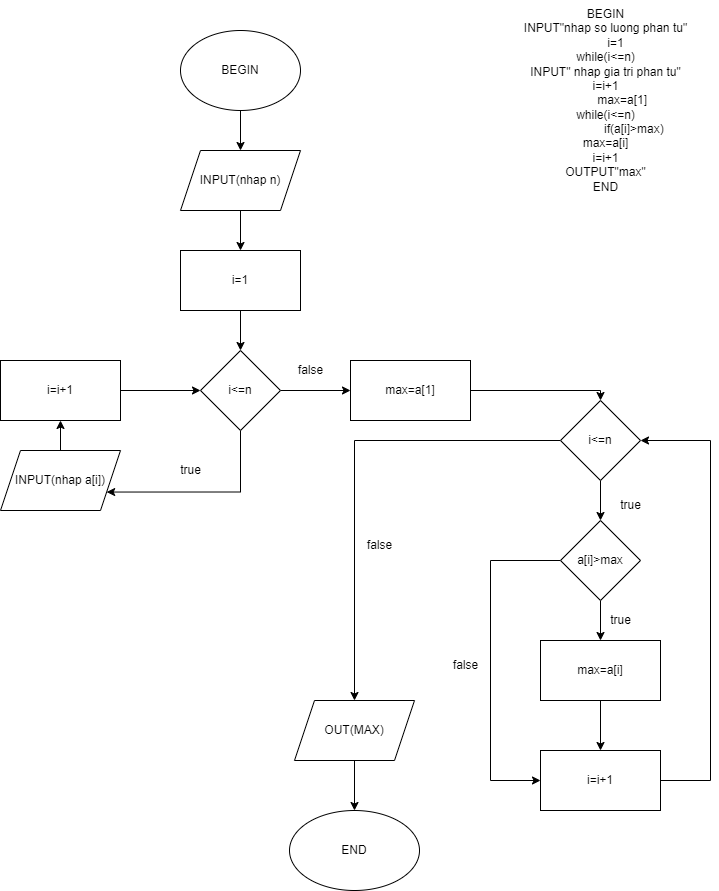 BEGIN
INPUT"nhap so luong phan tu"
i=1
while(i<=n)
INPUT" nhap gia tri phan tu"
i=i+1
max=a[1]
while(i<=n)
if(a[i]>max)
max=a[i]
i=i+1
OUTPUT"max"
END
BEGIN
INPUT(nhap n)
i=1
i<=n
false
true
i=i+1
INPUT(nhap a[i])
max=a[1]
i<=n
true
false
a[i]>max
true
false
max=a[i]
i=i+1
OUT(MAX)
END